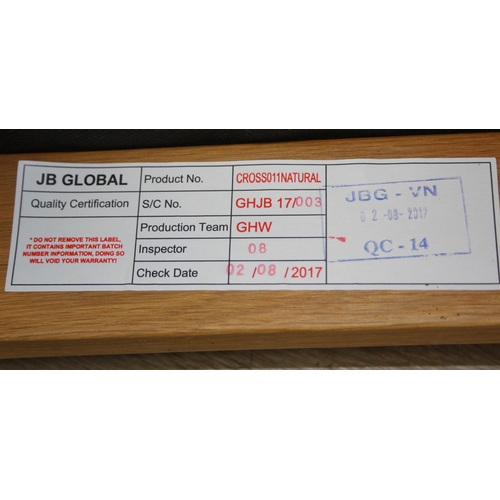 JB GLOBAL
Product No.
CROSS011NATURAL
Quality Certification
S/C No.
GHJB 17/003
Production Team
GHW
* DO NOT REMOVE THIS LABEL,
IT CONTAINS IMPORTANT BATCH
NUMBER INFORMATION, DOING SO
WILL VOID YOUR WARRANTY!
Inspector
08
Check Date
02/08/2017
JBG - VN
02-08-2017
QC - 14